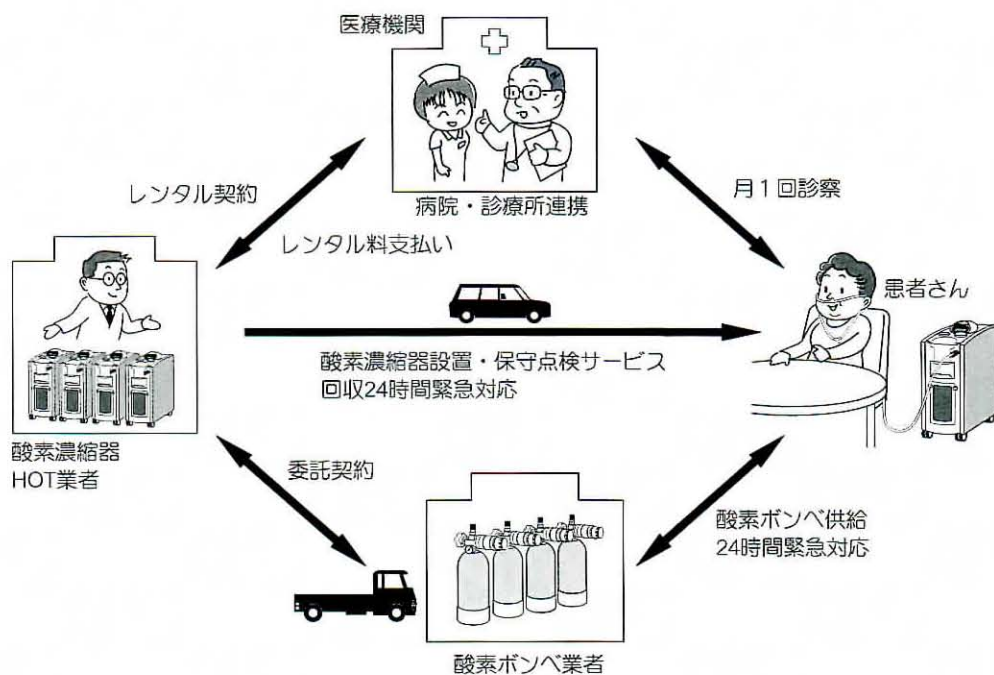 医療機関
病院・診療所連携
レンタル契約
月1回診察
レンタル料支払い
患者さん
酸素濃縮器設置・保守点検サービス
回収24時間緊急対応
酸素濃縮器
HOT業者
委託契約
酸素ボンベ供給
24時間緊急対応
酸素ボンベ業者